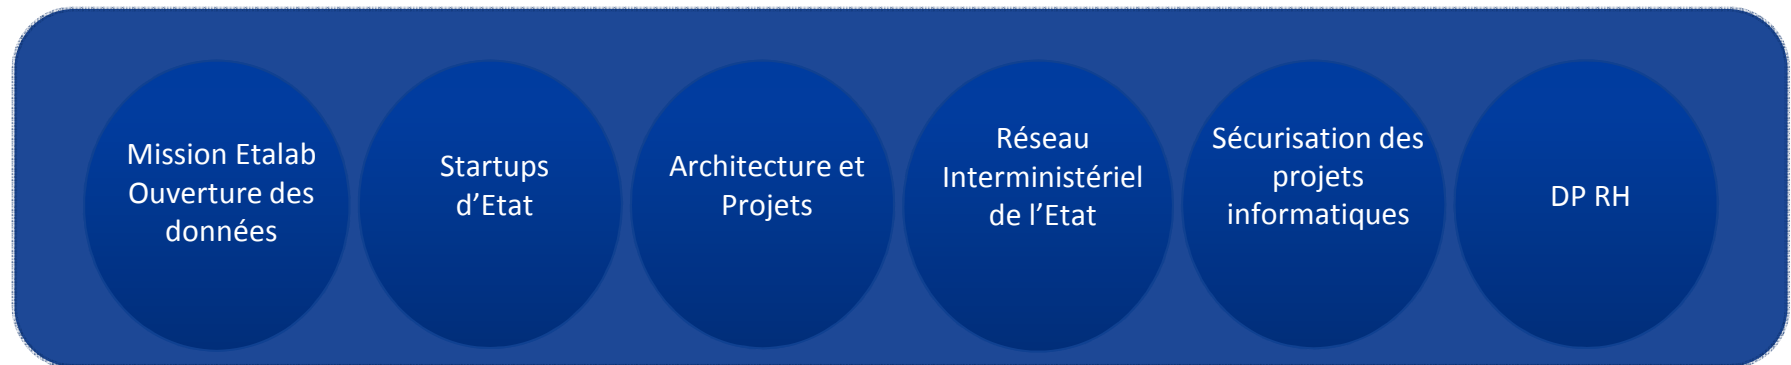 Mission Etalab
Ouverture des
données
Startups
d’Etat
Architecture et
Projets
Réseau
Interministériel
de l’Etat
Sécurisation des
projets
informatiques
DP RH